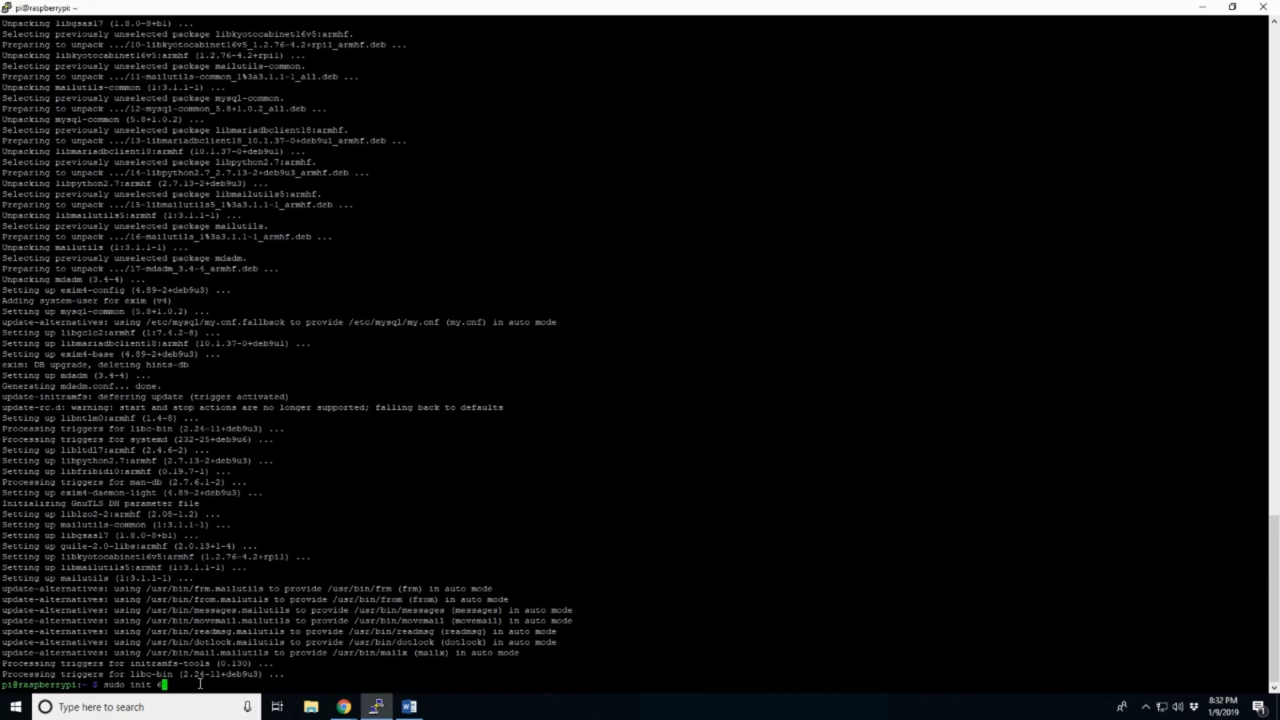 pi@raspberrypi: ~
Unpacking libgsasl7 (1.8.0-8+b1) ...
Selecting previously unselected package libkyotocabinet16v5:armhf.
Preparing to unpack .../10-libkyotocabinet16v5_1.2.76-4.2+rpi1_armhf.deb ...
Unpacking libkyotocabinet16v5:armhf (1.2.76-4.2+rpi1) ...
Selecting previously unselected package mailutils-common.
Preparing to unpack .../11-mailutils-common_1%3a3.1.1-1_all.deb ...
Unpacking mailutils-common (1:3.1.1-1) ...
Selecting previously unselected package mysql-common.
Preparing to unpack .../12-mysql-common_5.8+1.0.2_all.deb ...
Unpacking mysql-common (5.8+1.0.2) ...
Selecting previously unselected package libmariadbclient18:armhf.
Preparing to unpack .../13-libmariadbclient18_10.1.37-0+deb9u1_armhf.deb ...
Unpacking libmariadbclient18:armhf (10.1.37-0+deb9u1) ...
Selecting previously unselected package libpython2.7:armhf.
Preparing to unpack .../14-libpython2.7_2.7.13-2+deb9u3_armhf.deb ...
Unpacking libpython2.7:armhf (2.7.13-2+deb9u3) ...
Selecting previously unselected package libmailutils5:armhf.
Preparing to unpack .../15-libmailutils5_1%3a3.1.1-1_armhf.deb ...
Unpacking libmailutils5:armhf (1:3.1.1-1) ...
Selecting previously unselected package mailutils.
Preparing to unpack .../16-mailutils_1%3a3.1.1-1_armhf.deb ...
Unpacking mailutils (1:3.1.1-1) ...
Selecting previously unselected package mdadm.
Preparing to unpack .../17-mdadm_3.4-4_armhf.deb ...
Unpacking mdadm (3.4-4) ...
Setting up exim4-config (4.89-2+deb9u3) ...
Adding system-user for exim (v4)
Setting up mysql-common (5.8+1.0.2) ...
update-alternatives: using /etc/mysql/my.cnf.fallback to provide /etc/mysql/my.cnf (my.cnf) in auto mode
Setting up libgc1c2:armhf (1:7.4.2-8) ...
Setting up libmariadbclient18:armhf (10.1.37-0+deb9u1) ...
Setting up exim4-base (4.89-2+deb9u3) ...
exim: DB upgrade, deleting hints-db
Setting up mdadm (3.4-4) ...
Generating mdadm.conf... done.
update-initramfs: deferring update (trigger activated)
update-rc.d: warning: start and stop actions are no longer supported; falling back to defaults
Setting up libntlm0:armhf (1.4-8) ...
Processing triggers for libc-bin (2.24-11+deb9u3) ...
Processing triggers for systemd (232-25+deb9u6) ...
Setting up libltdl7:armhf (2.4.6-2) ...
Setting up libpython2.7:armhf (2.7.13-2+deb9u3) ...
Setting up libfribidi0:armhf (0.19.7-1) ...
Processing triggers for man-db (2.7.6.1-2) ...
Setting up exim4-daemon-light (4.89-2+deb9u3) ...
Initializing GnuTLS DH parameter file
Setting up liblzo2-2:armhf (2.08-1.2) ...
Setting up mailutils-common (1:3.1.1-1) ...
Setting up libgsasl7 (1.8.0-8+b1) ...
Setting up guile-2.0-libs:armhf (2.0.13+1-4) ...
Setting up libkyotocabinet16v5:armhf (1.2.76-4.2+rpi1) ...
Setting up libmailutils5:armhf (1:3.1.1-1) ...
Setting up mailutils (1:3.1.1-1) ...
update-alternatives: using /usr/bin/frm.mailutils to provide /usr/bin/frm (frm) in auto mode
update-alternatives: using /usr/bin/from.mailutils to provide /usr/bin/from (from) in auto mode
update-alternatives: using /usr/bin/messages.mailutils to provide /usr/bin/messages (messages) in auto mode
update-alternatives: using /usr/bin/movemail.mailutils to provide /usr/bin/movemail (movemail) in auto mode
update-alternatives: using /usr/bin/readmsg.mailutils to provide /usr/bin/readmsg (readmsg) in auto mode
update-alternatives: using /usr/bin/dotlock.mailutils to provide /usr/bin/dotlock (dotlock) in auto mode
update-alternatives: using /usr/bin/mail.mailutils to provide /usr/bin/mailx (mailx) in auto mode
Processing triggers for initramfs-tools (0.130) ...
Processing triggers for libc-bin (2.24-11+deb9u3) ...
pi@raspberrypi:~ $ sudo init 6
Type here to search
8:32 PM
1/9/2019